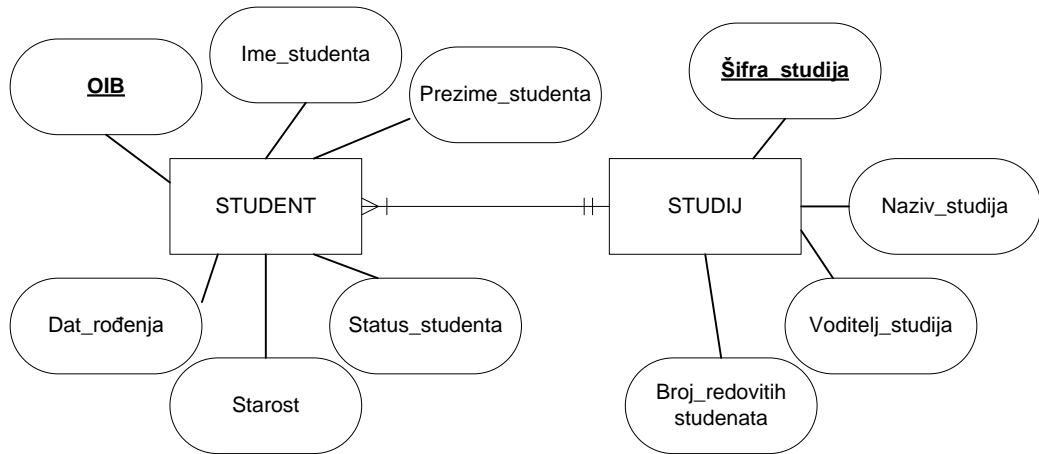 Ime_studenta
OIB
Prezime_studenta
Šifra_studija
STUDENT
STUDIJ
Naziv_studija
Dat_rođenja
Status_studenta
Voditelj_studija
Starost
Broj_redovitih
studenata